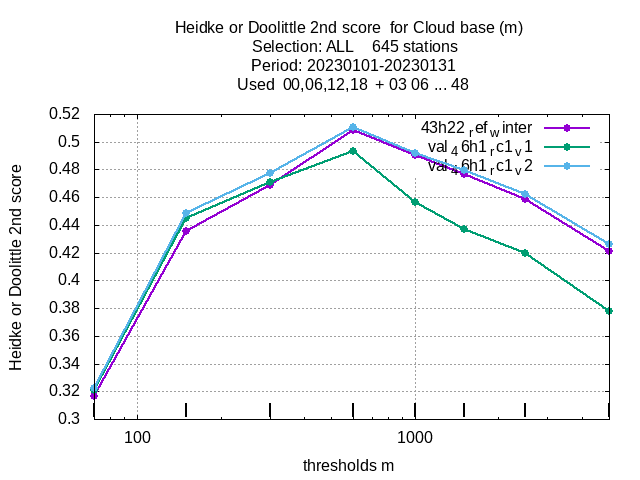 Heidke or Doolittle 2nd score  for Cloud base (m)
Selection: ALL    645 stations
Period: 20230101-20230131
Used  00,06,12,18  + 03 06 ... 48
43h22_ref_winter
val_46h1_rc1_v1
val_46h1_rc1_v2
Heidke or Doolittle 2nd score
0.52
0.5
0.48
0.46
0.44
0.42
0.4
0.38
0.36
0.34
0.32
0.3
100
1000
thresholds m